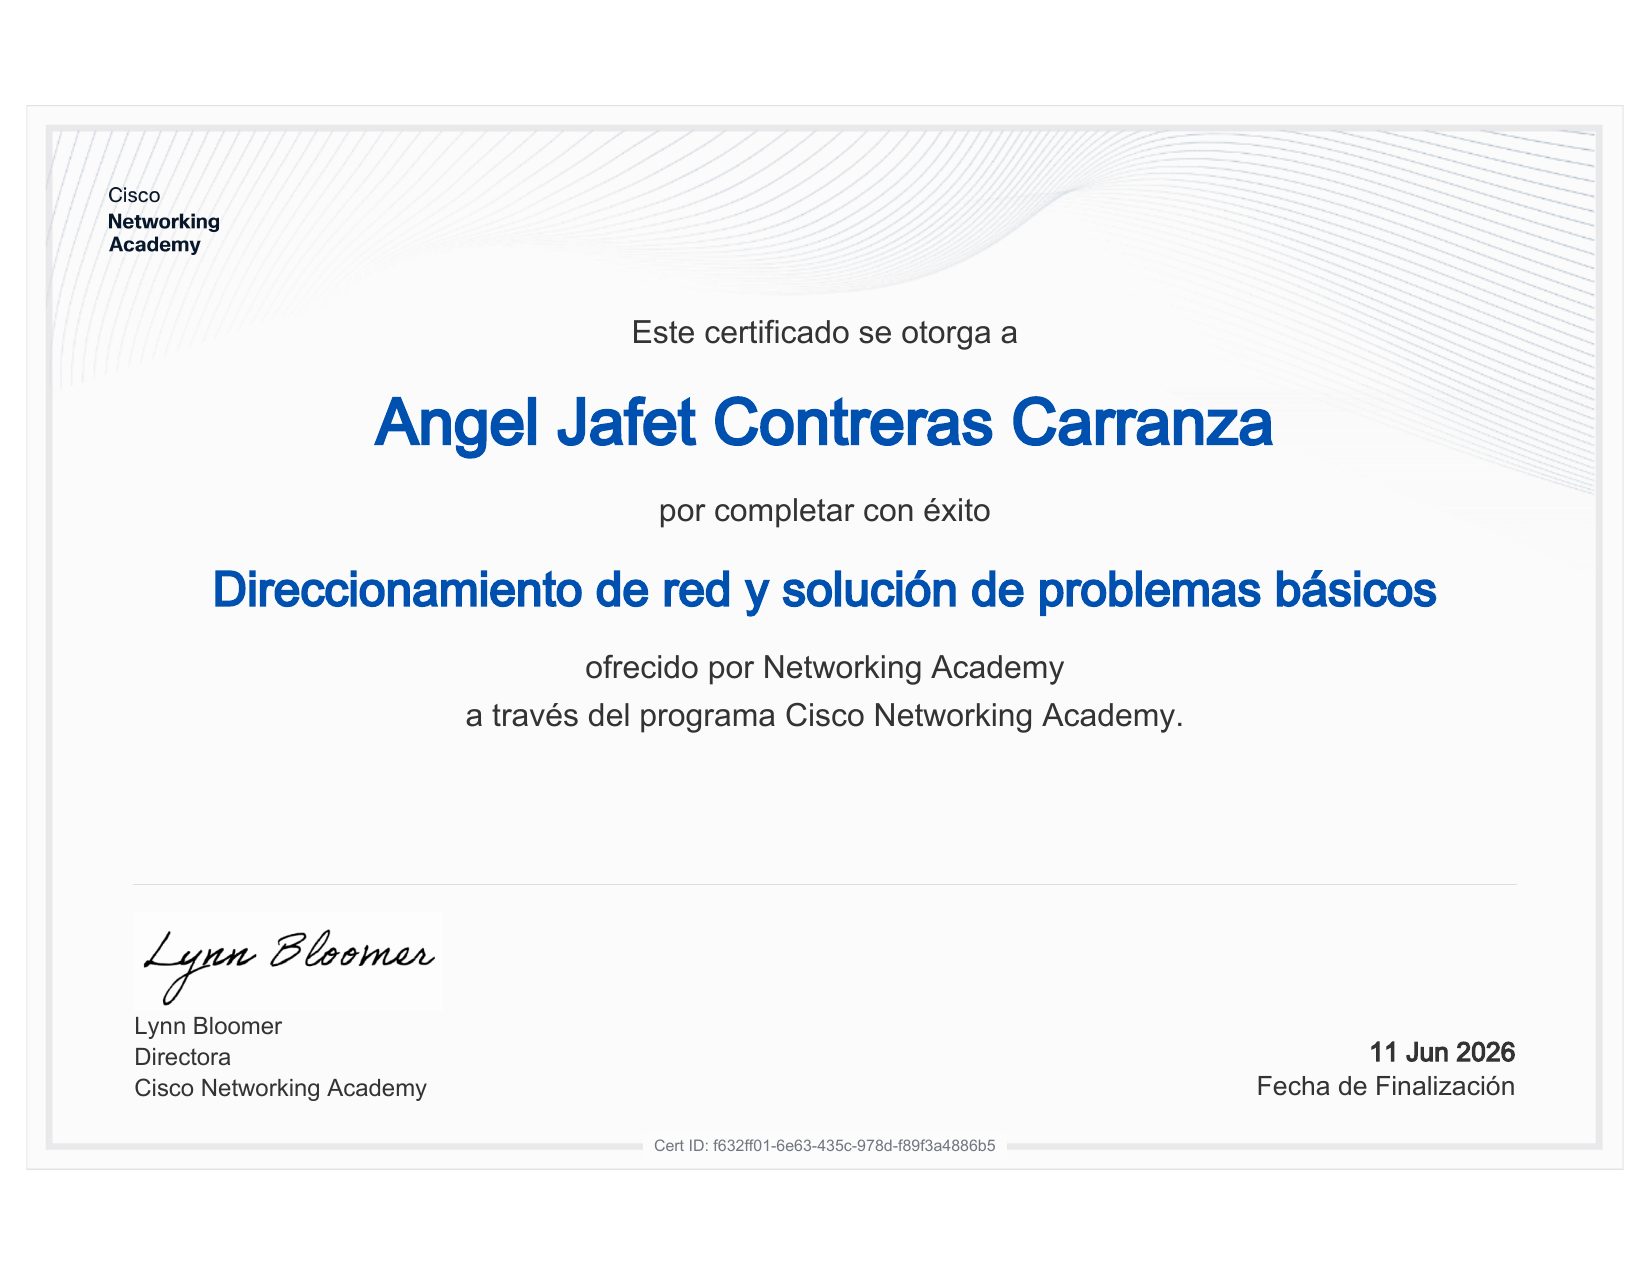 Cisco
Networking
Academy
Este certificado se otorga a
Angel Jafet Contreras Carranza
por completar con éxito
Direccionamiento de red y solución de problemas básicos
ofrecido por Networking Academy
a través del programa Cisco Networking Academy.
Lynn Bloomer
Lynn Bloomer
Directora
Cisco Networking Academy
11 Jun 2026
Fecha de Finalización
Cert ID: f632ff01-6e63-435c-978d-f89f3a4886b5